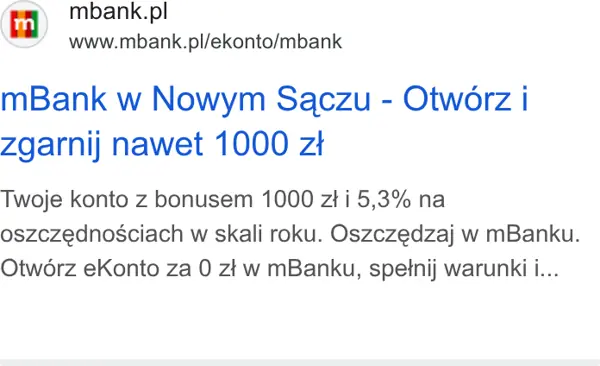 mbank.pl
www.mbank.pl/ekonto/mbank
mBank w Nowym Sączu - Otwórz i
zgarnij nawet 1000 zł
Twoje konto z bonusem 1000 zł i 5,3% na
oszczędnościach w skali roku. Oszczędzaj w mBanku.
Otwórz eKonto za 0 zł w mBanku, spełnij warunki i...